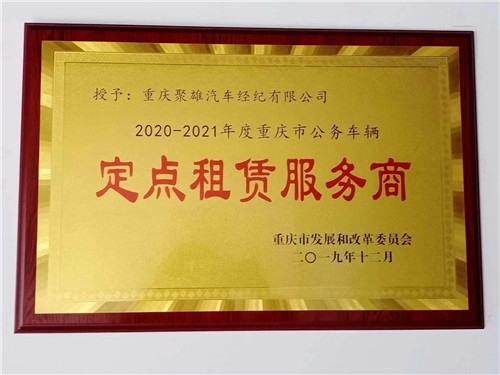 授予：重庆聚雄汽车经纪有限公司
2020-2021年度重庆市公务车辆
定点租赁服务商
重庆市发展和改革委员会
二〇一九年十二月